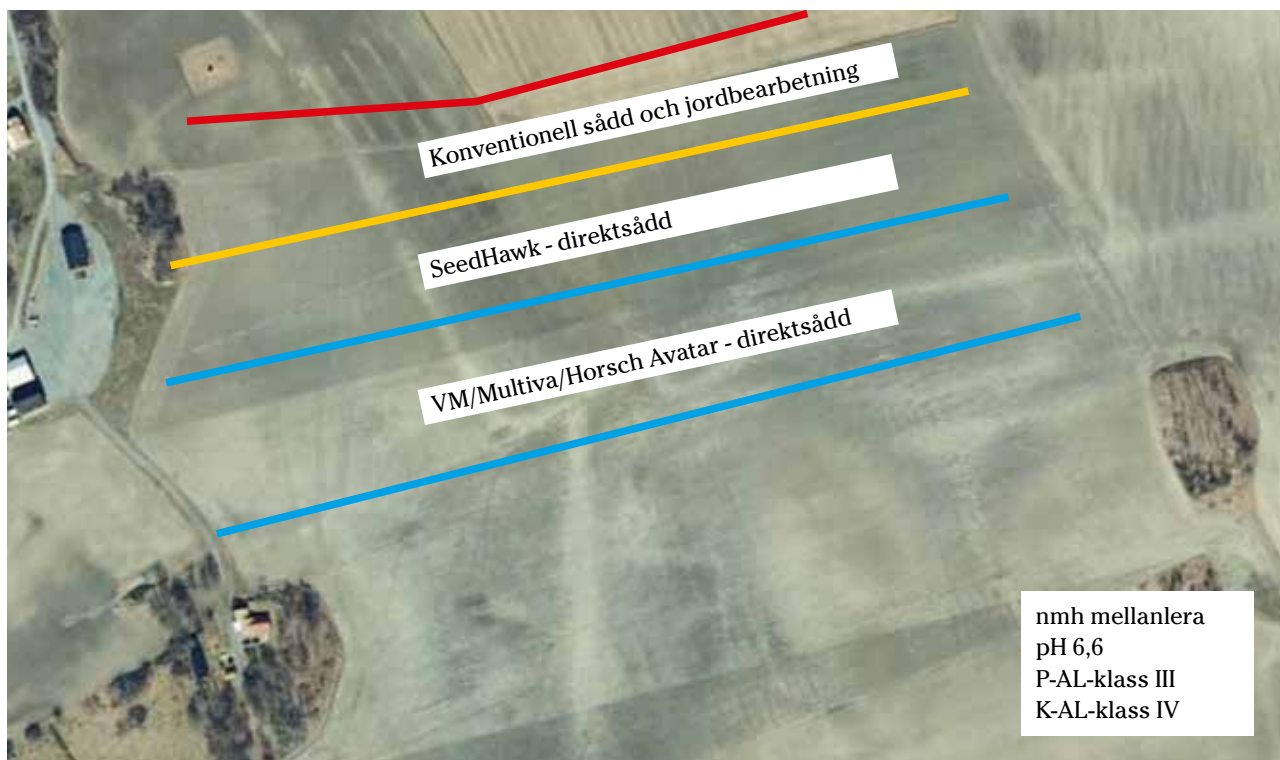 Konventionell sådd och jordbearbetning
SeedHawk - direktsådd
VM/Multiva/Horsch Avatar - direktsådd
nmh mellanlera
pH 6,6
P-AL-klass III
K-AL-klass IV